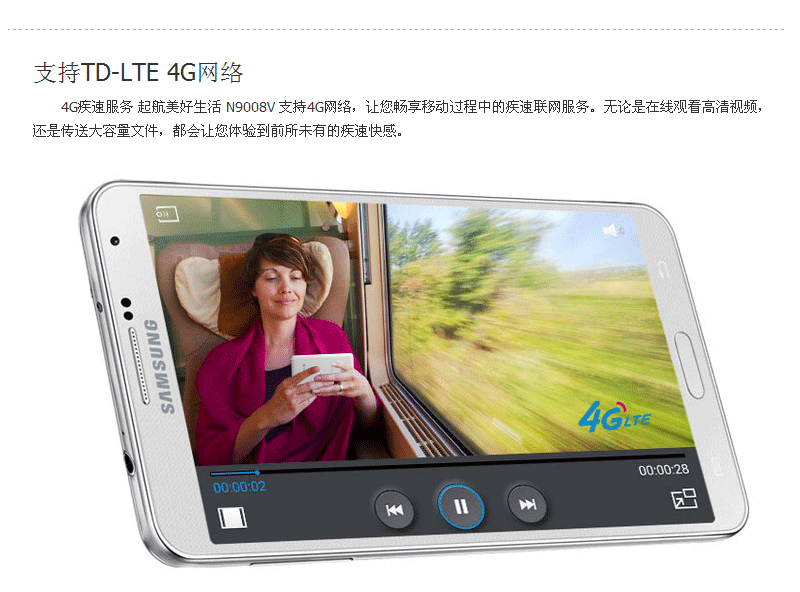 支持TD-LTE 4G网络
4G疾速服务 起航美好生活 N9008V 支持4G网络，让您畅享移动过程中的疾速联网服务。无论是在线观看高清视频，
还是传送大容量文件，都会让您体验到前所未有的疾速快感。
SAMSUNG
4G LTE
00:00:02
00:00:28